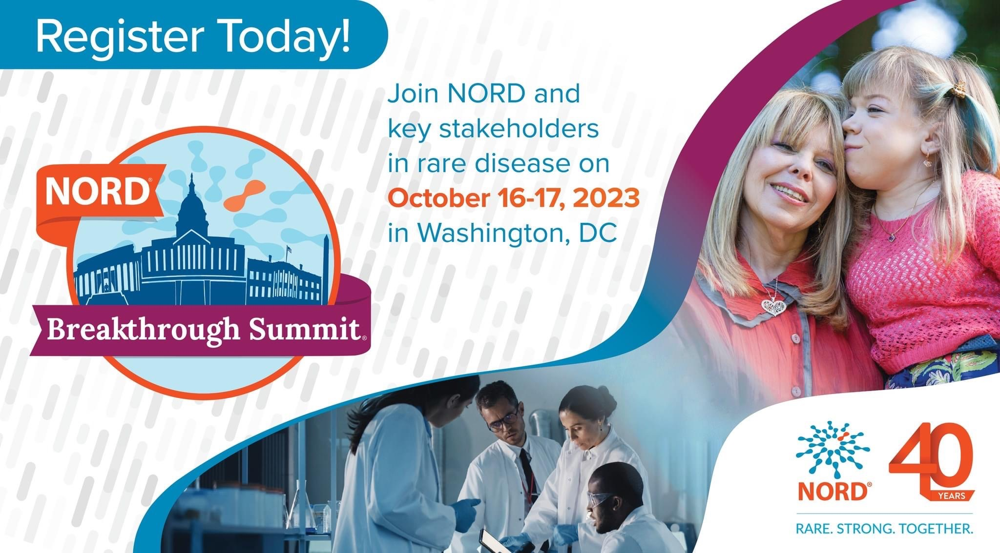 Register Today!
Join NORD and
key stakeholders
in rare disease on
October 16-17, 2023
in Washington, DC
NORD®
Breakthrough Summit®
NORD®
40
YEARS
RARE. STRONG. TOGETHER.